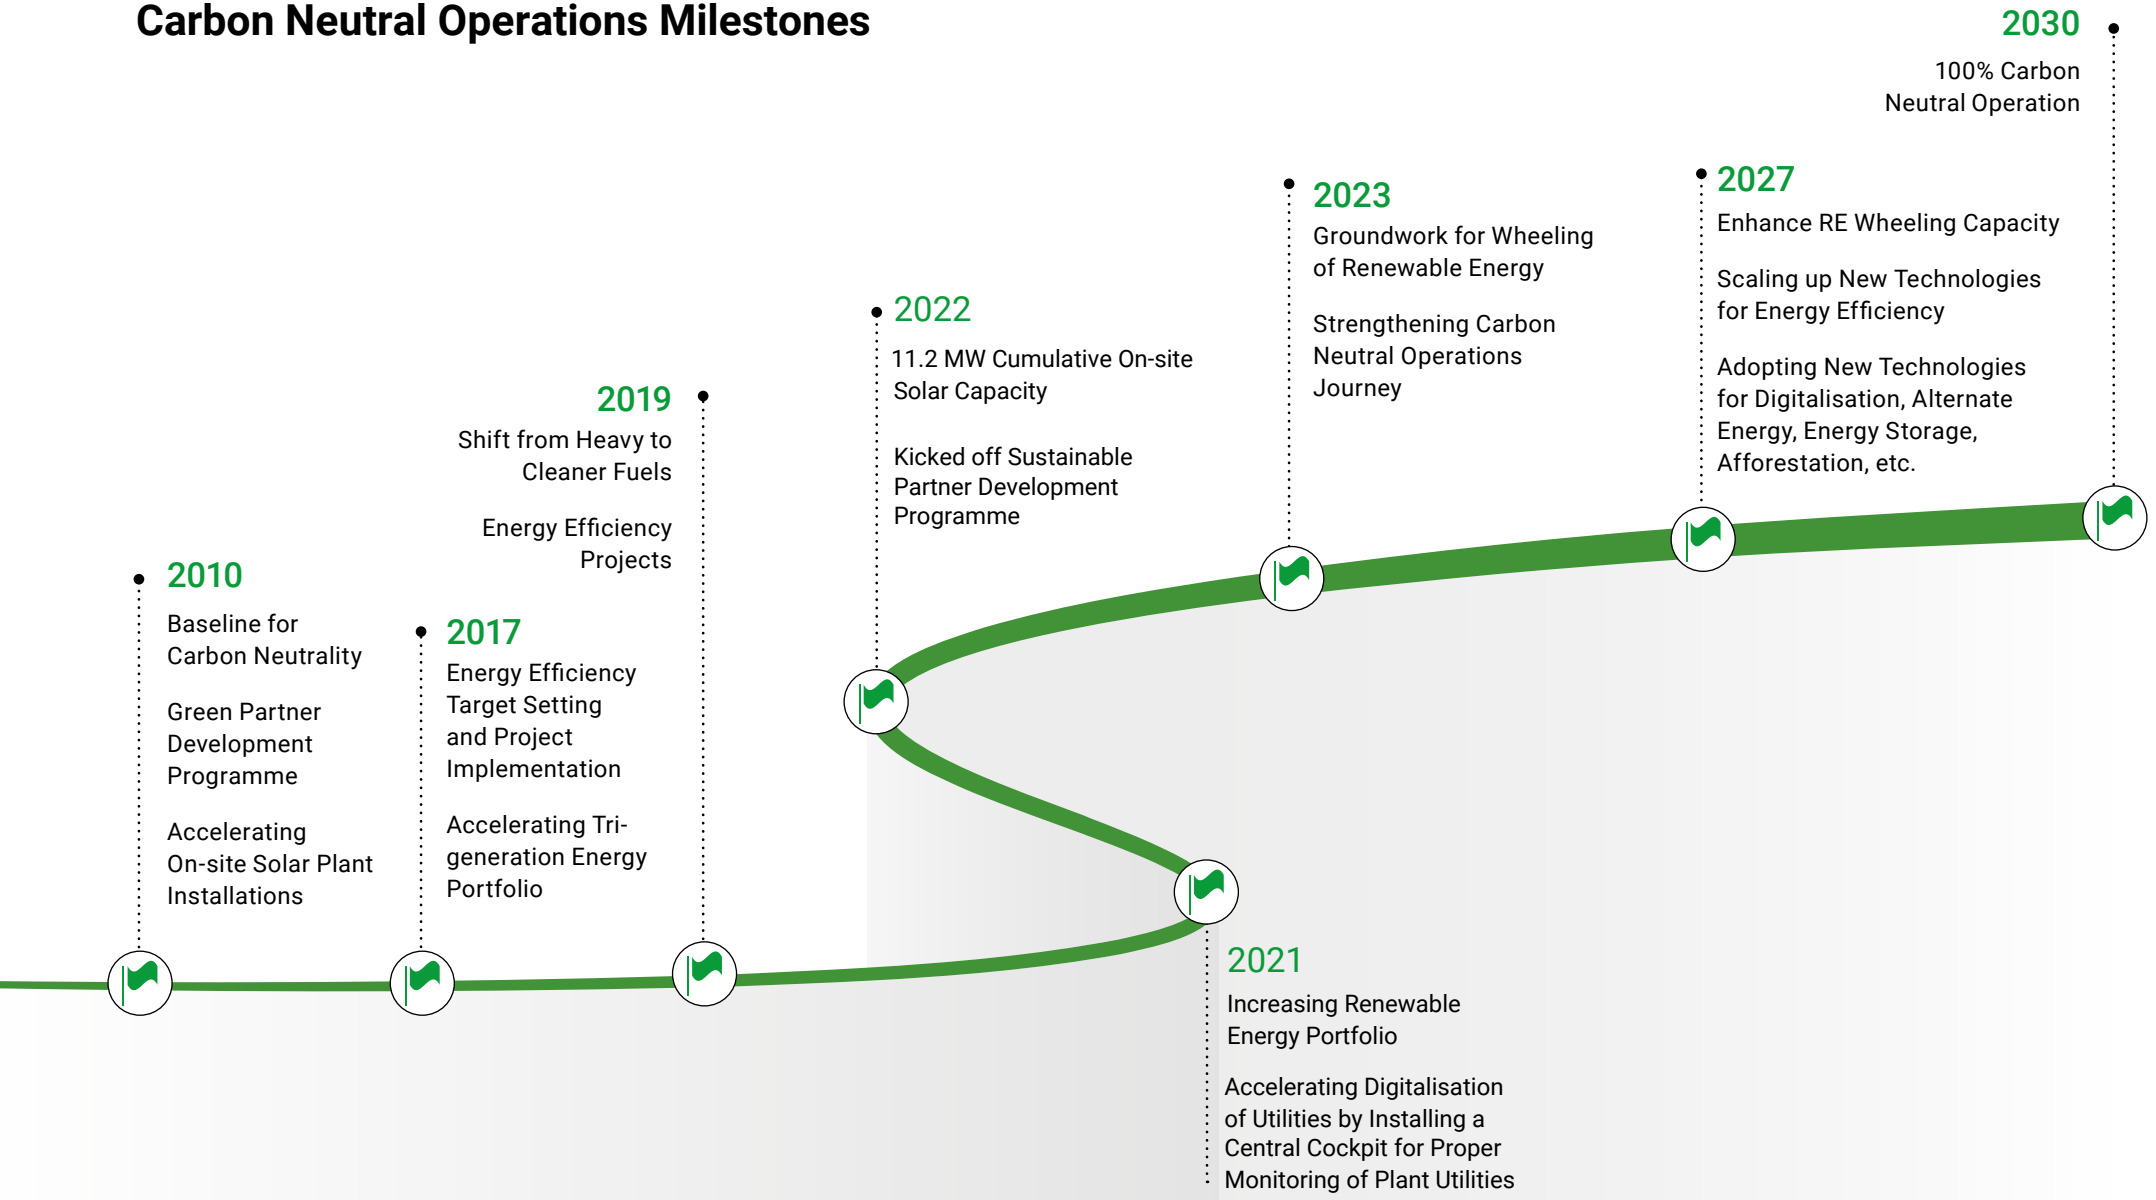 Carbon Neutral Operations Milestones
2010
Baseline for
Carbon Neutrality
Green Partner
Development
Programme
Accelerating
On-site Solar Plant
Installations
2017
Energy Efficiency
Target Setting
and Project
Implementation
Accelerating Tri-
generation Energy
Portfolio
2019
Shift from Heavy to
Cleaner Fuels
Energy Efficiency
Projects
2021
Increasing Renewable
Energy Portfolio
Accelerating Digitalisation
of Utilities by Installing a
Central Cockpit for Proper
Monitoring of Plant Utilities
2022
11.2 MW Cumulative On-site
Solar Capacity
Kicked off Sustainable
Partner Development
Programme
2023
Groundwork for Wheeling
of Renewable Energy
Strengthening Carbon
Neutral Operations
Journey
2027
Enhance RE Wheeling Capacity
Scaling up New Technologies
for Energy Efficiency
Adopting New Technologies
for Digitalisation, Alternate
Energy, Energy Storage,
Afforestation, etc.
2030
100% Carbon
Neutral Operation